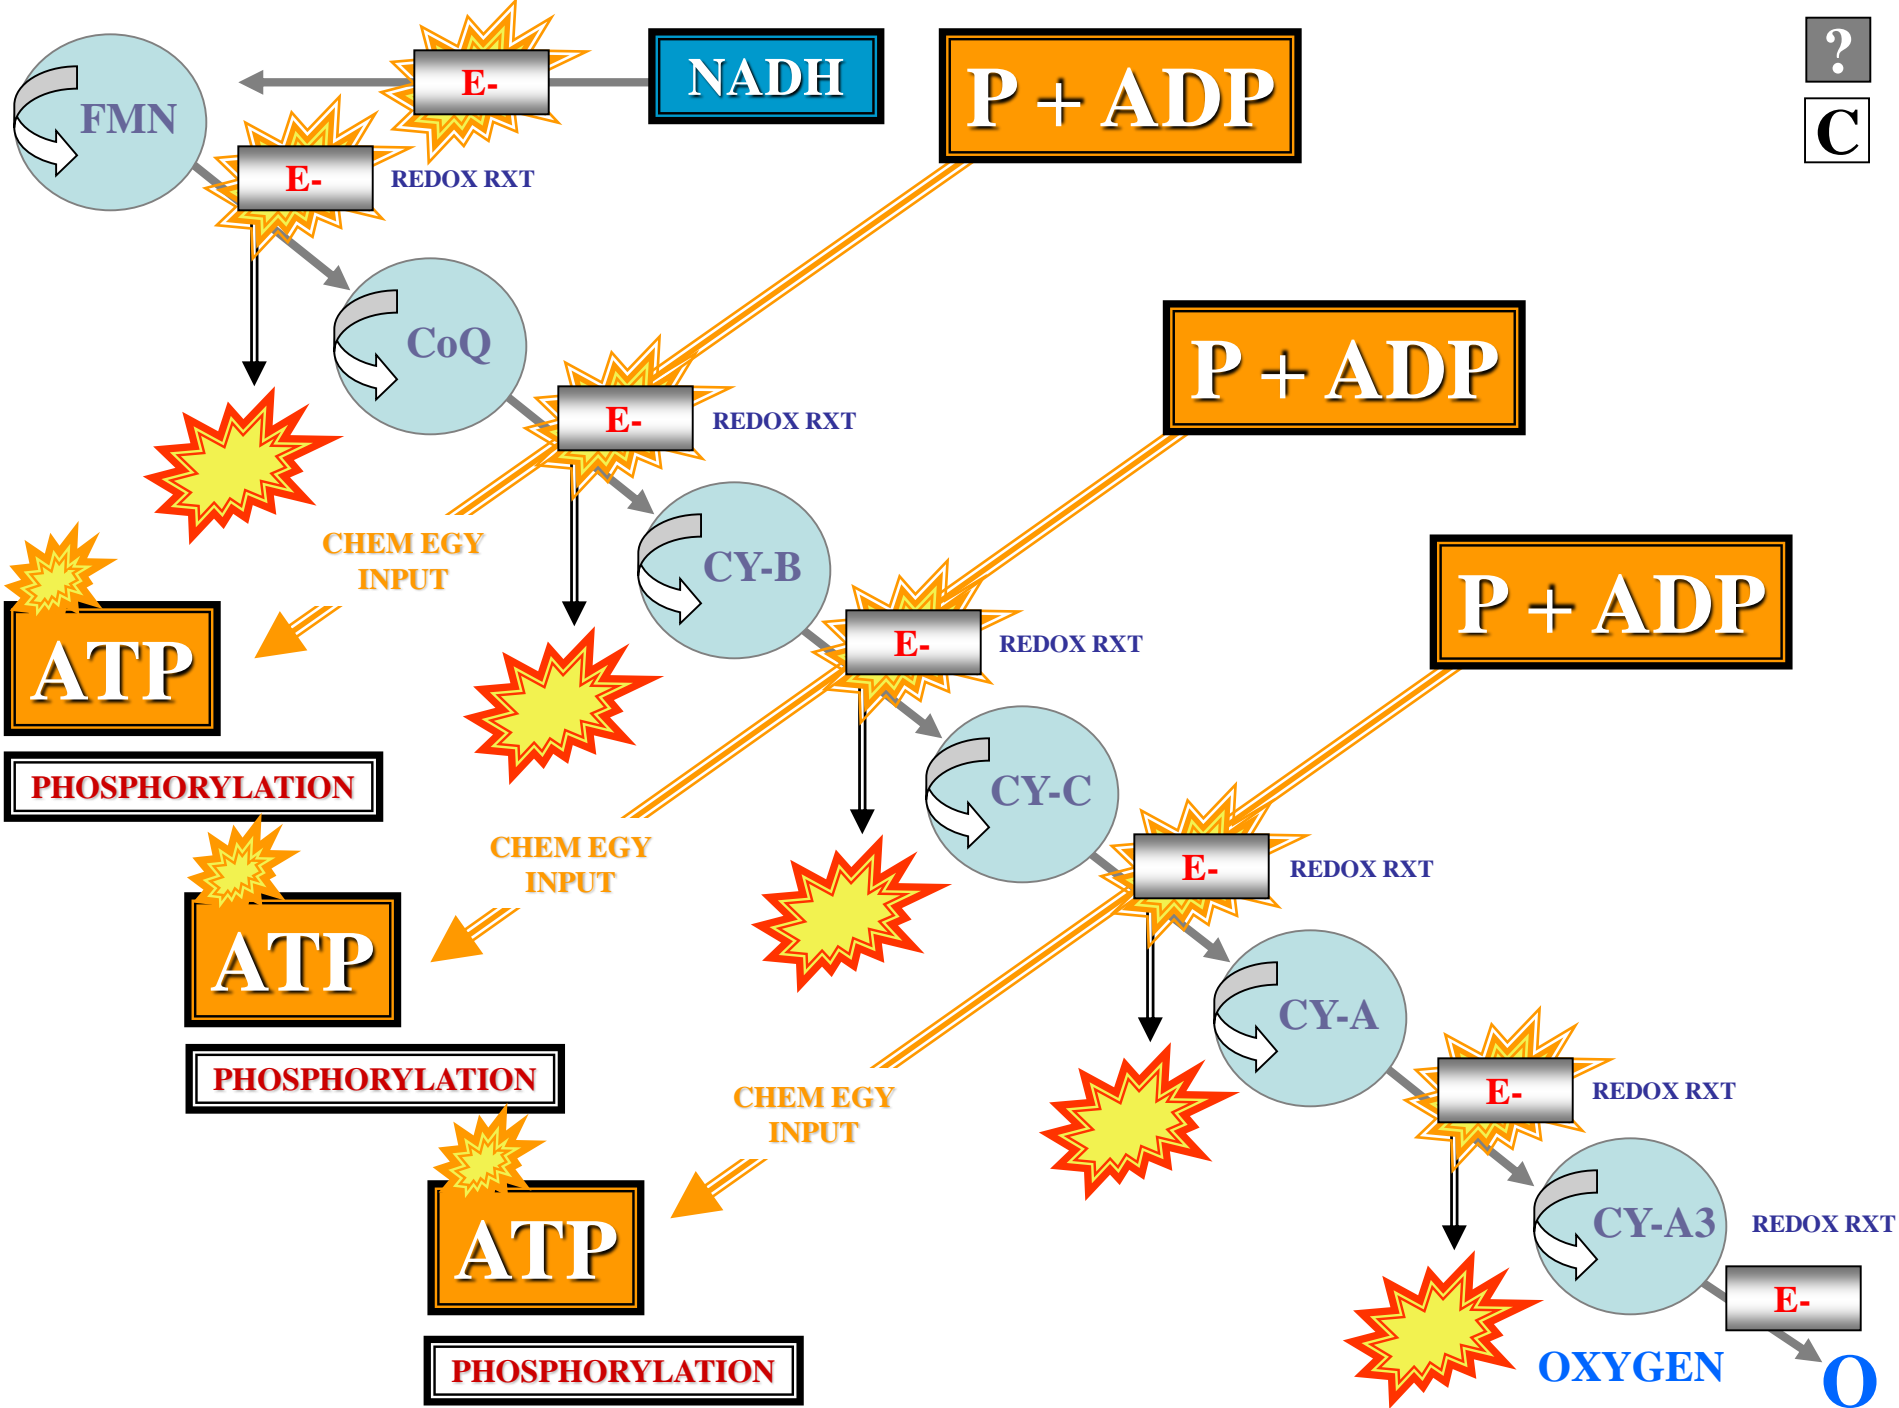 E-
NADH
P + ADP
?
C
FMN
E-
REDOX RXT
CoQ
P + ADP
E-
REDOX RXT
CHEM EGY
INPUT
CY-B
P + ADP
ATP
E-
REDOX RXT
PHOSPHORYLATION
CY-C
CHEM EGY
INPUT
E-
REDOX RXT
ATP
CY-A
PHOSPHORYLATION
CHEM EGY
INPUT
E-
REDOX RXT
ATP
CY-A3
REDOX RXT
E-
PHOSPHORYLATION
OXYGEN
O